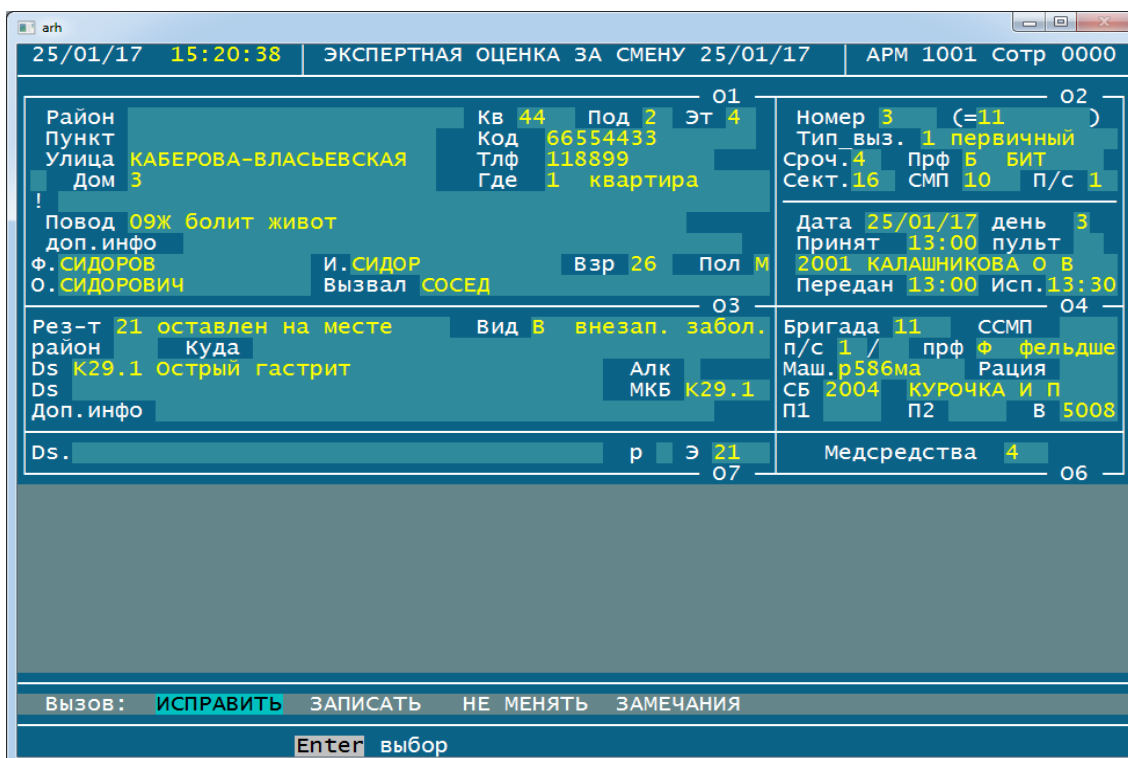 arh
25/01/17 15:20:38 ЭКСПЕРТНАЯ ОЦЕНКА ЗА СМЕНУ 25/01/17 АРМ 1001 Сотр 0000
01 02
Район Кв 44 Под 2 Эт 4 Номер 3 (=11 )
Пункт Код 66554433 Тип_выз. 1 первичный
Улица КАБЕРОВА-ВЛАСЬЕВСКАЯ Тлф 118899 Сроч.4 Прф Б БИТ
Дом 3 Где 1 квартира Сект.16 СМП 10 П/с 1
!
Повод 09Ж болит живот Дата 25/01/17 день 3
доп.инфо Принят 13:00 пульт
Ф.СИДОРОВ И.СИДОР Взр 26 Пол М 2001 КАЛАШНИКОВА О В
О.СИДОРОВИЧ Вызвал СОСЕД Передан 13:00 Исп.13:30
03 04
Рез-т 21 оставлен на месте Вид В внезап. забол. Бригада 11 ССМП
район Куда п/с 1 / прф Ф фельдше
Ds К29.1 Острый гастрит Алк Маш.р586ма Рация
Ds МКБ К29.1 СБ 2004 КУРОЧКА И П
Доп.инфо П1 П2 В 5008
Ds. р Э 21 Медсредства 4
07 06
Вызов: ИСПРАВИТЬ ЗАПИСАТЬ НЕ МЕНЯТЬ ЗАМЕЧАНИЯ
Enter выбор